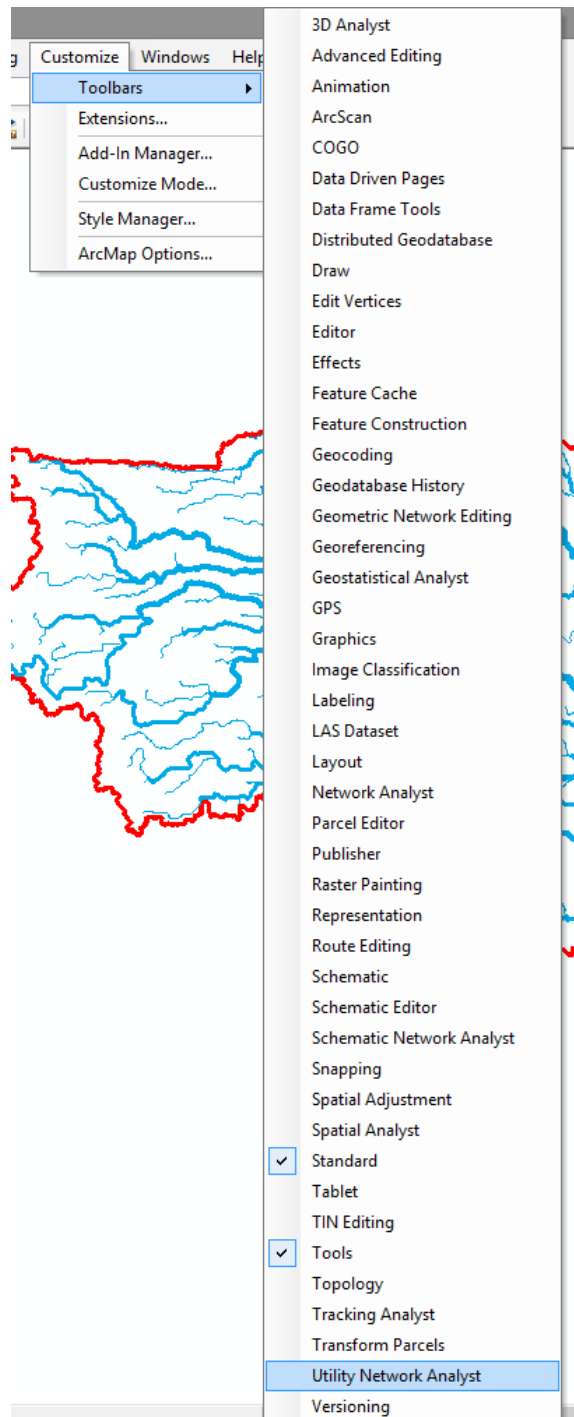 Customize Windows Help
Toolbars
Extensions...
Add-In Manager...
Customize Mode...
Style Manager...
ArcMap Options...
3D Analyst
Advanced Editing
Animation
ArcScan
COGO
Data Driven Pages
Data Frame Tools
Distributed Geodatabase
Draw
Edit Vertices
Editor
Effects
Feature Cache
Feature Construction
Geocoding
Geodatabase History
Geometric Network Editing
Georeferencing
Geostatistical Analyst
GPS
Graphics
Image Classification
Labeling
LAS Dataset
Layout
Network Analyst
Parcel Editor
Publisher
Raster Painting
Representation
Route Editing
Schematic
Schematic Editor
Schematic Network Analyst
Snapping
Spatial Adjustment
Spatial Analyst
Standard
Tablet
TIN Editing
Tools
Topology
Tracking Analyst
Transform Parcels
Utility Network Analyst
Versioning